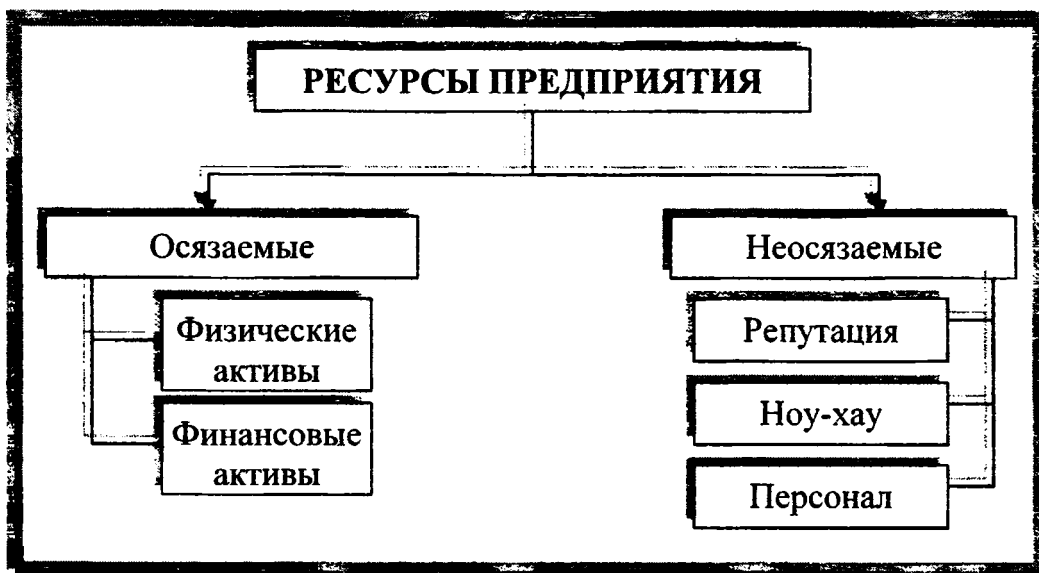 РЕСУРСЫ ПРЕДПРИЯТИЯ
Осязаемые
Физические
активы
Финансовые
активы
Неосязаемые
Репутация
Ноу-хау
Персонал